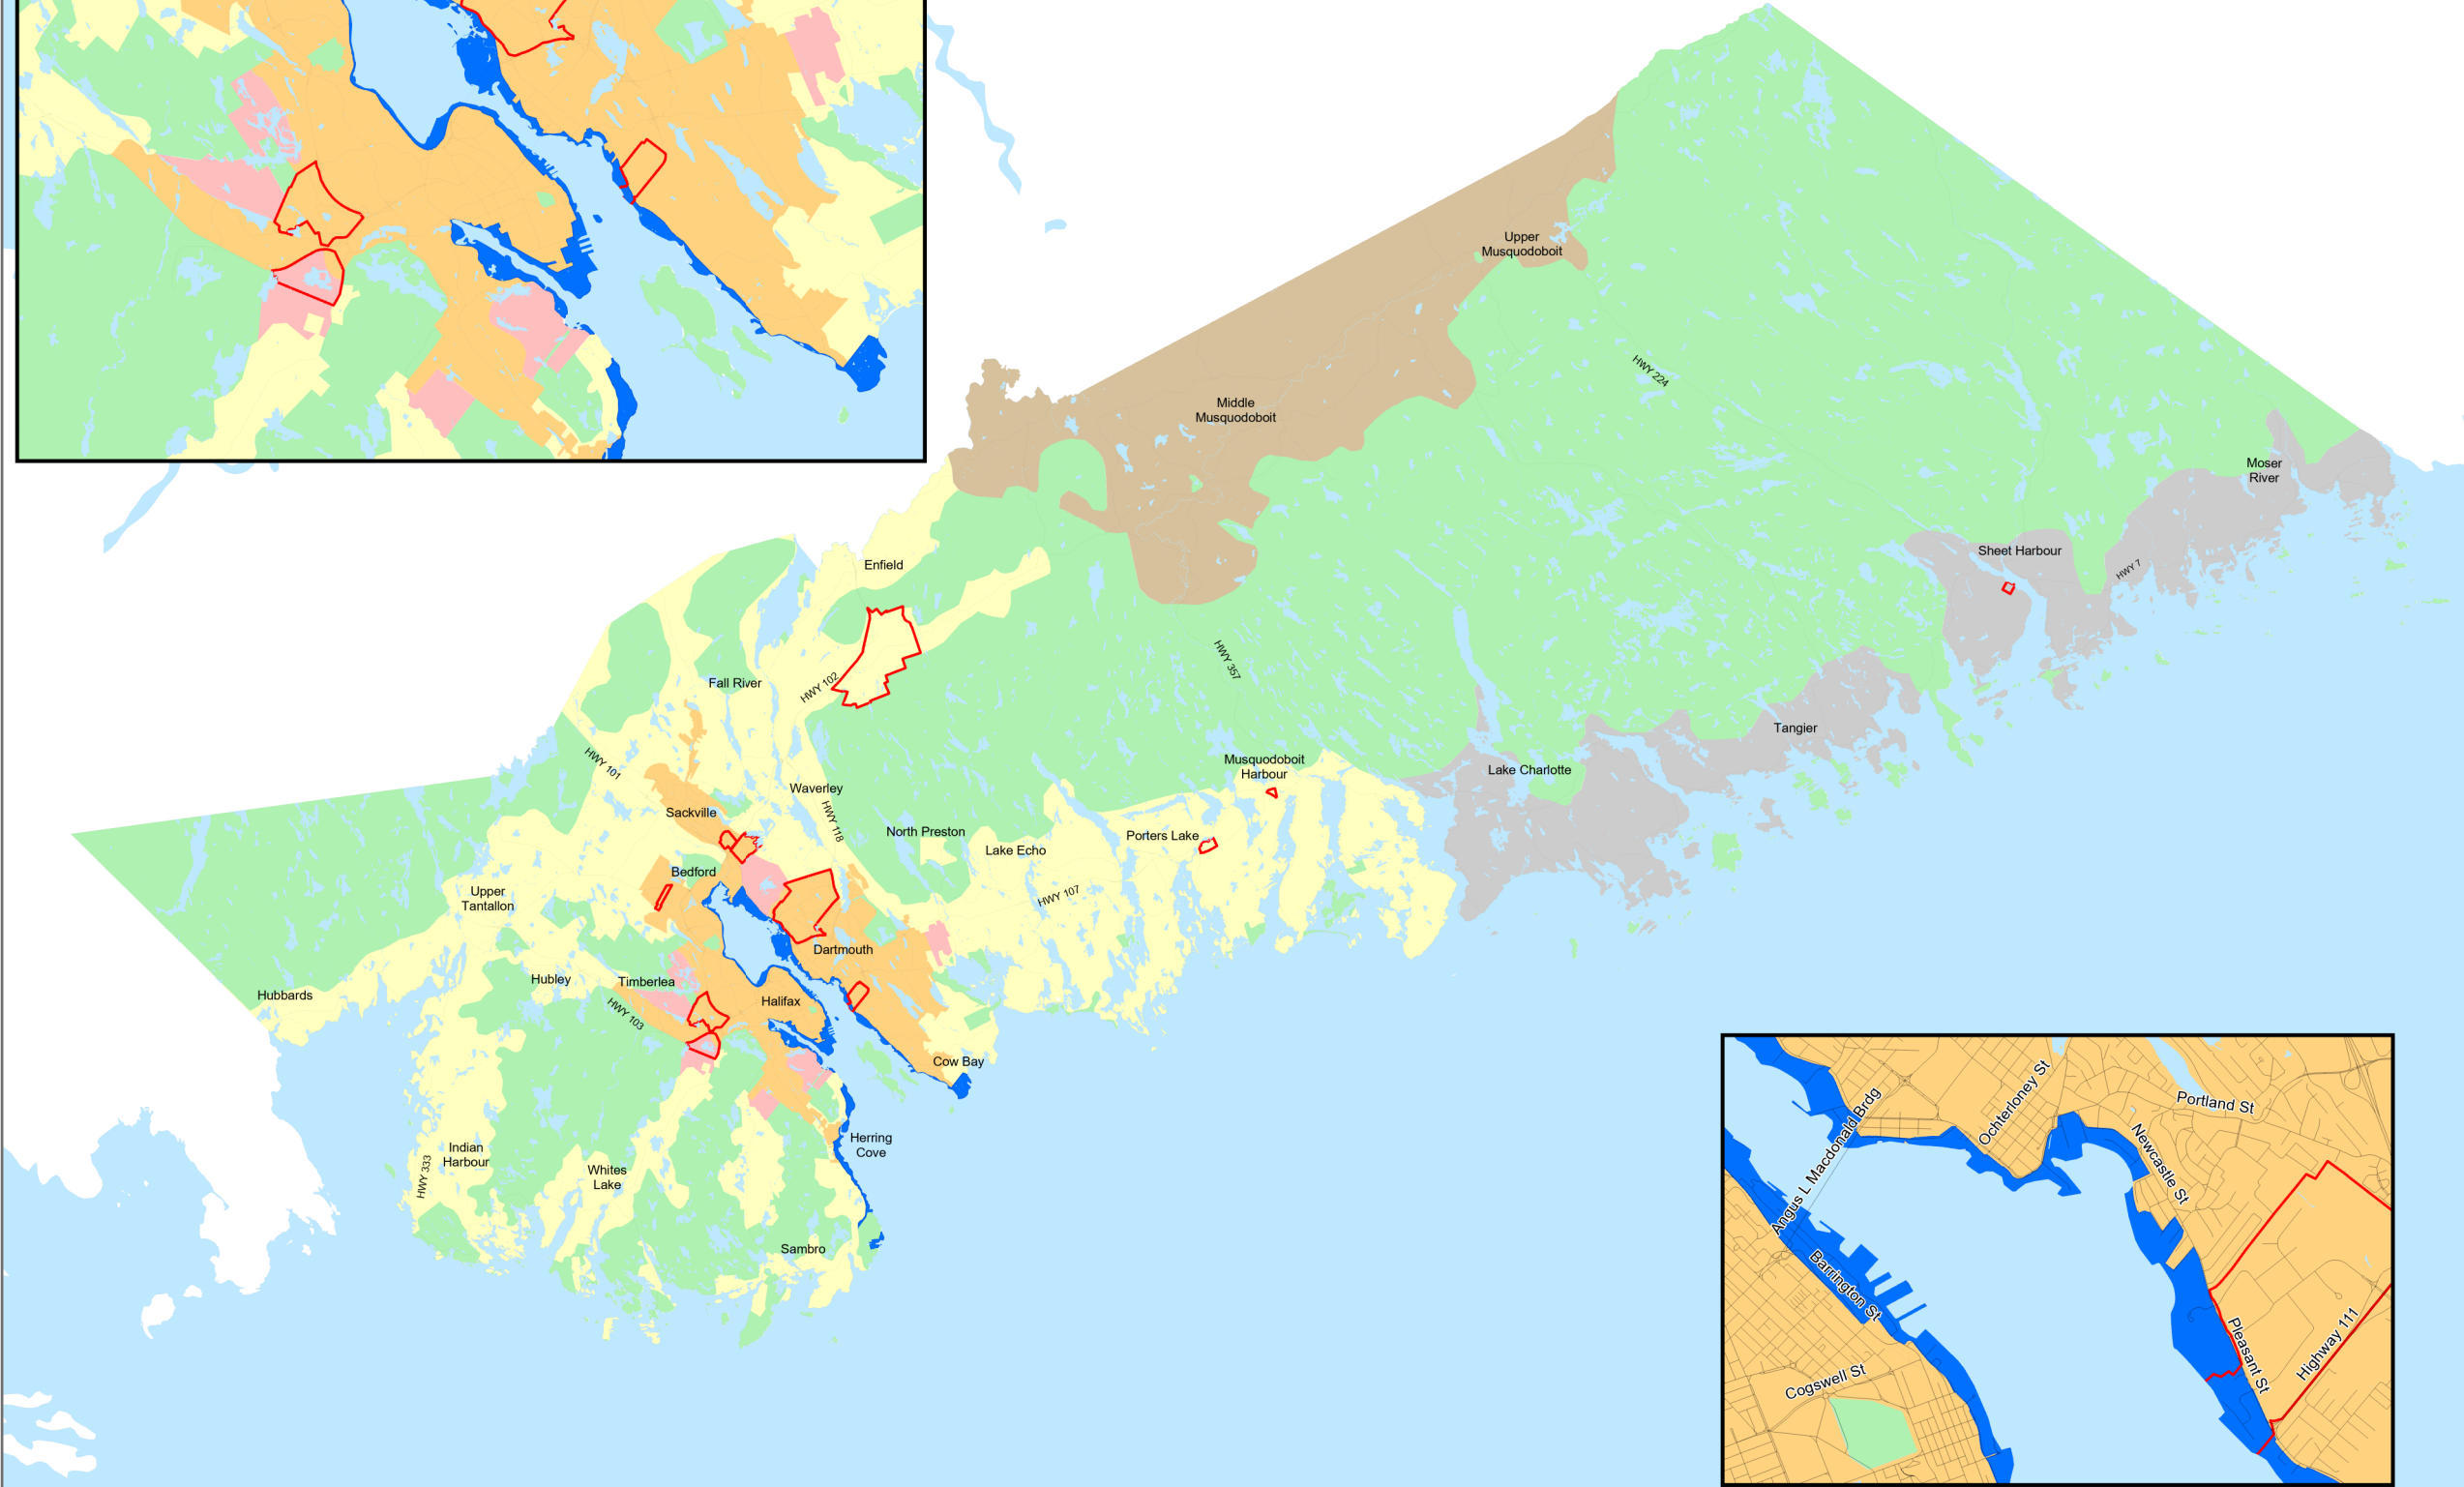 Upper
Musquodoboit
HWY 224
Middle
Musquodoboit
Moser
River
Sheet Harbour
HWY 7
Enfield
HWY 357
Fall River
HWY 102
Tangier
HWY 101
Musquodoboit
Harbour
Lake Charlotte
Waverley
Sackville
HWY 118
North Preston
Porters Lake
Lake Echo
Bedford
Upper
Tantallon
HWY 107
Dartmouth
Hubley
Timberlea
Hubbards
Halifax
HWY 103
Cow Bay
Herring
Cove
Indian
Harbour
HWY 333
Whites
Lake
Sambro
Ochterloney St
Portland St
Angus L Macdonald Brdg
Newcastle St
Barrington St
Pleasant St
Highway 111
Cogswell St